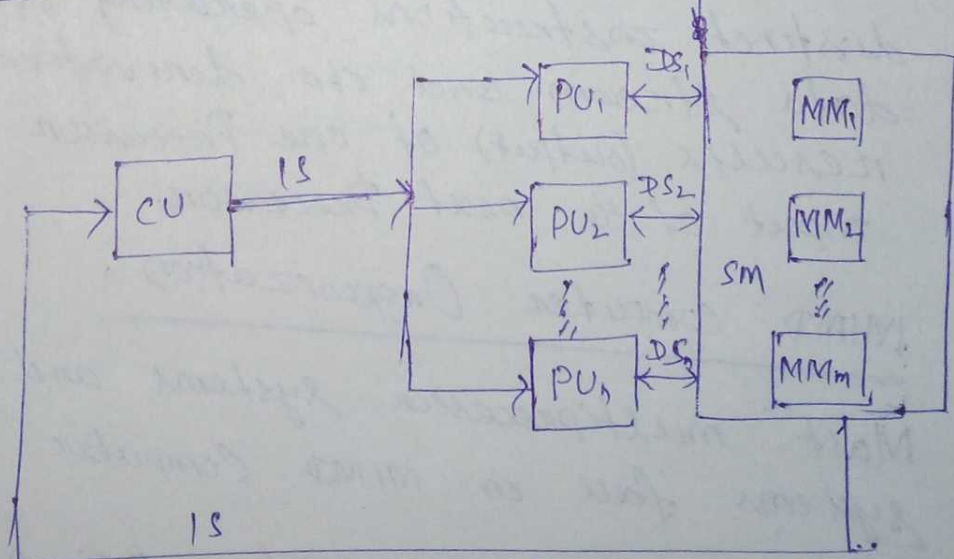 IS
CU
PU₁
DS₁
MM₁
PU₂
DS₂
MM₂
SM
PUn
DSn
MMm
IS